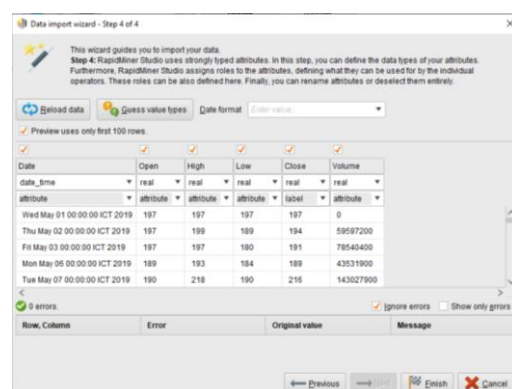 Data import wizard - Step 4 of 4
This wizard guides you to import your data.
Step 4: RapidMiner Studio uses strongly typed attributes. In this step, you can define the data types of your attributes.
Furthermore, RapidMiner Studio assigns roles to the attributes, defining what they can be used for by the individual
operators. These roles can be also defined here. Finally, you can rename attributes or deselect them entirely.
Reload data Guess value types Date format Enter value...
Preview uses only first 100 rows.
Date Open High Low Close Volume
date_time real real real real real
attribute attribute attribute attribute label attribute
Wed May 01 00:00:00 ICT 2019 197 197 197 197 0
Thu May 02 00:00:00 ICT 2019 197 199 189 194 59597200
Fri May 03 00:00:00 ICT 2019 197 197 180 191 78540400
Mon May 06 00:00:00 ICT 2019 189 193 184 189 43531900
Tue May 07 00:00:00 ICT 2019 190 218 190 216 143027900
0 errors. Ignore errors Show only errors
Row, Column Error Original value Message
Previous Next Finish Cancel